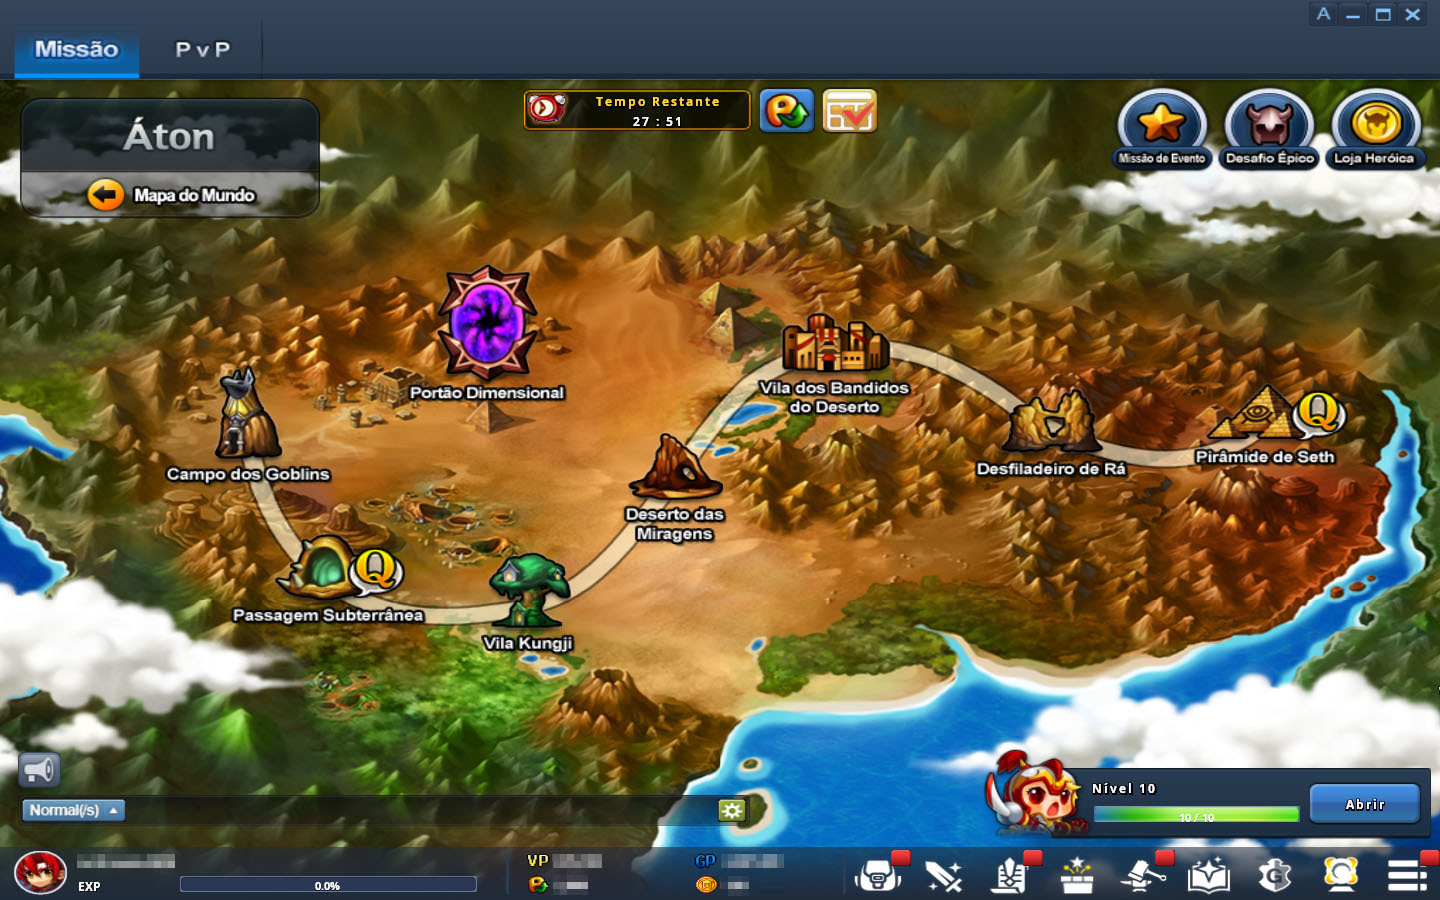 A
Missão
PvP
Áton
Mapa do Mundo
Tempo Restante
27 : 51
Missão de Evento
Desafio Épico
Loja Heróica
Portão Dimensional
Campo dos Goblins
Vila dos Bandidos
do Deserto
Desfiladeiro de Rá
Q
Pirâmide de Seth
Deserto das
Miragens
Q
Passagem Subterrânea
Vila Kungji
Nível 10
10 / 10
Abrir
Normal(/s)
VP
GP
EXP
0.0%